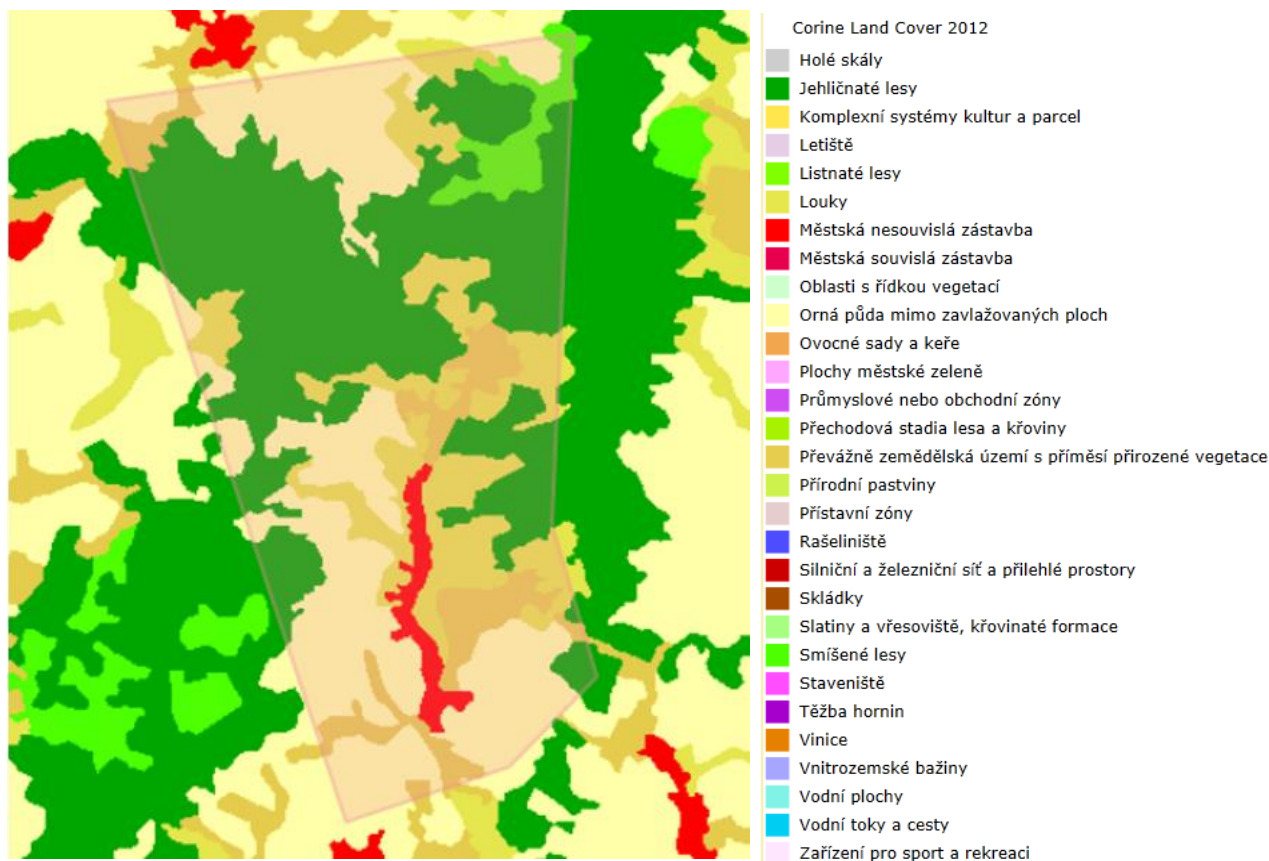 Corine Land Cover 2012
Holé skály
Jehličnaté lesy
Komplexní systémy kultur a parcel
Letiště
Listnaté lesy
Louky
Městská nesouvislá zástavba
Městská souvislá zástavba
Oblasti s řídkou vegetací
Orná půda mimo zavlažovaných ploch
Ovocné sady a keře
Plochy městské zeleně
Průmyslové nebo obchodní zóny
Přechodová stadia lesa a křoviny
Převážně zemědělská území s příměsí přirozené vegetace
Přírodní pastviny
Přístavní zóny
Rašeliniště
Silniční a železniční síť a přilehlé prostory
Skládky
Slatiny a vřesoviště, křovinaté formace
Smíšené lesy
Staveniště
Těžba hornin
Vinice
Vnitrozemské bažiny
Vodní plochy
Vodní toky a cesty
Zařízení pro sport a rekreaci